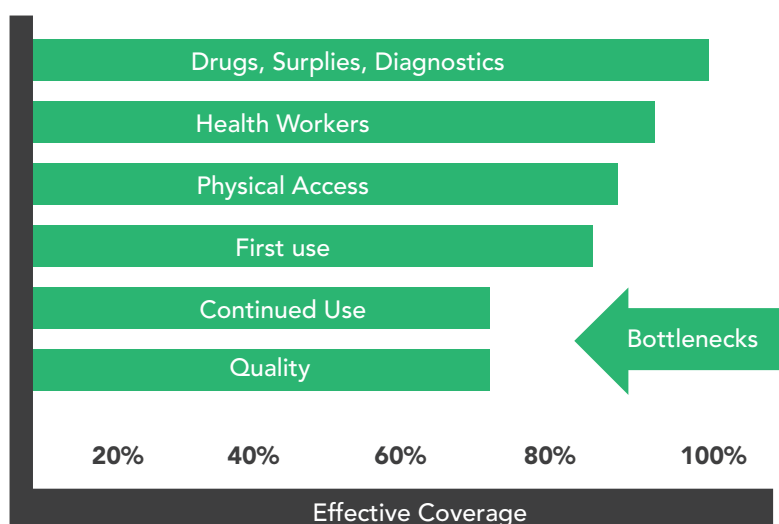 Drugs, Surplies, Diagnostics
Health Workers
Physical Access
First use
Continued Use
Bottlenecks
Quality
20% 40% 60% 80% 100%
Effective Coverage